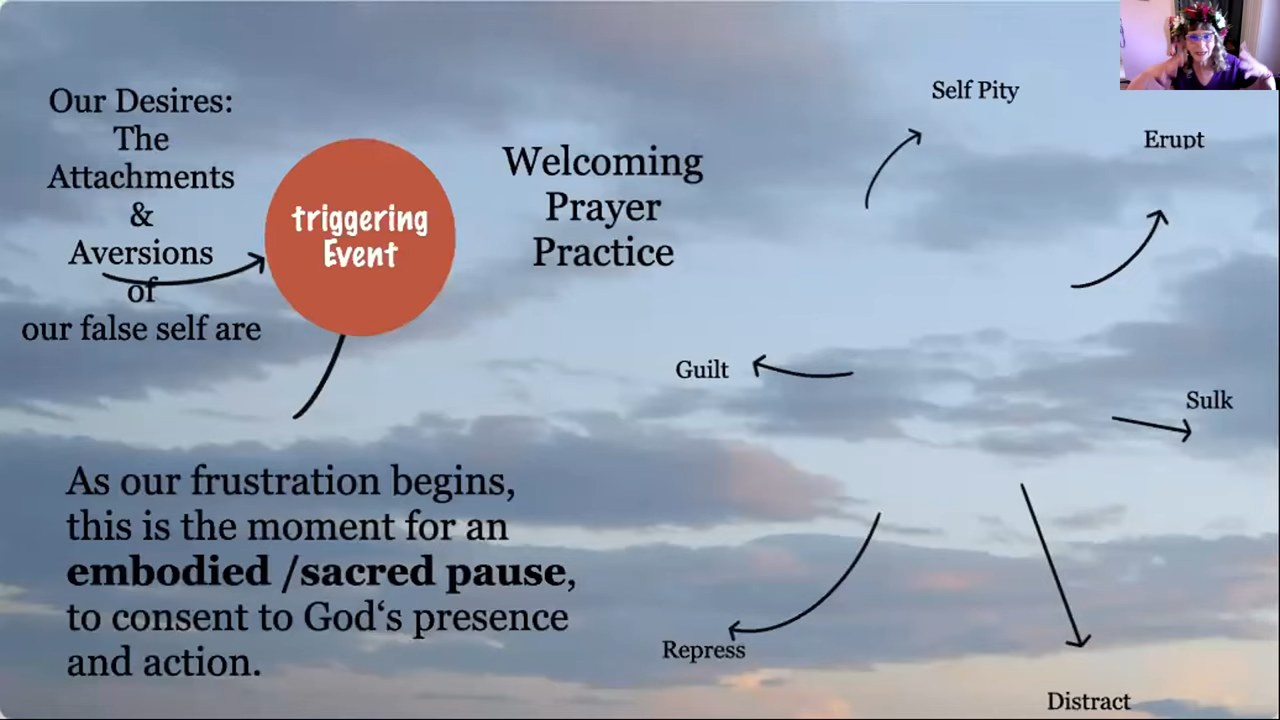 Our Desires:
The
Attachments
&
Aversions
of
our false self are
triggering
Event
Welcoming
Prayer
Practice
Self Pity
Erupt
Guilt
Sulk
Repress
Distract
As our frustration begins,
this is the moment for an
embodied /sacred pause,
to consent to God‘s presence
and action.